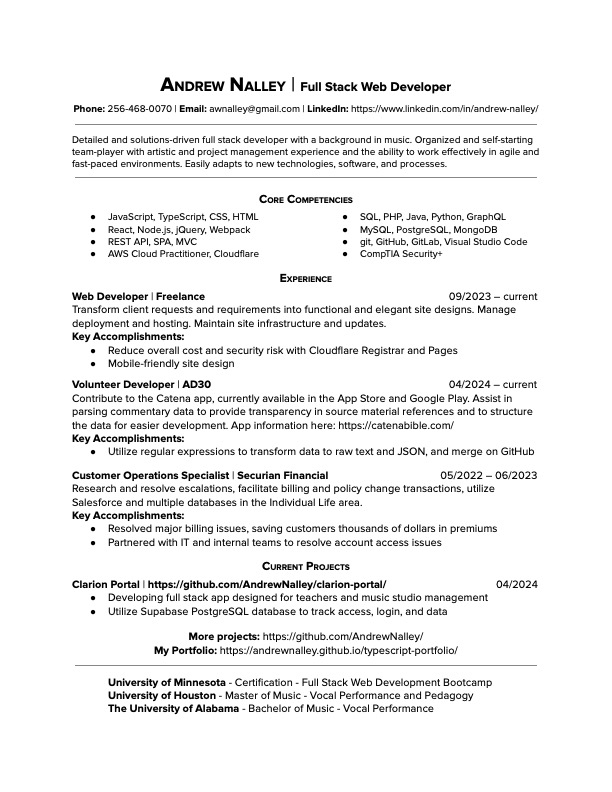 ANDREW NALLEY | Full Stack Web Developer
Phone: 256-468-0070 | Email: awnalley@gmail.com | LinkedIn: https://www.linkedin.com/in/andrew-nalley/
Detailed and solutions-driven full stack developer with a background in music. Organized and self-starting
team-player with artistic and project management experience and the ability to work effectively in agile and
fast-paced environments. Easily adapts to new technologies, software, and processes.
CORE COMPETENCIES
● JavaScript, TypeScript, CSS, HTML
● React, Node.js, jQuery, Webpack
● REST API, SPA, MVC
● AWS Cloud Practitioner, Cloudflare
● SQL, PHP, Java, Python, GraphQL
● MySQL, PostgreSQL, MongoDB
● git, GitHub, GitLab, Visual Studio Code
● CompTIA Security+
EXPERIENCE
Web Developer | Freelance 09/2023 – current
Transform client requests and requirements into functional and elegant site designs. Manage
deployment and hosting. Maintain site infrastructure and updates.
Key Accomplishments:
● Reduce overall cost and security risk with Cloudflare Registrar and Pages
● Mobile-friendly site design
Volunteer Developer | AD30 04/2024 – current
Contribute to the Catena app, currently available in the App Store and Google Play. Assist in
parsing commentary data to provide transparency in source material references and to structure
the data for easier development. App information here: https://catenabible.com/
Key Accomplishments:
● Utilize regular expressions to transform data to raw text and JSON, and merge on GitHub
Customer Operations Specialist | Securian Financial 05/2022 – 06/2023
Research and resolve escalations, facilitate billing and policy change transactions, utilize
Salesforce and multiple databases in the Individual Life area.
Key Accomplishments:
● Resolved major billing issues, saving customers thousands of dollars in premiums
● Partnered with IT and internal teams to resolve account access issues
CURRENT PROJECTS
Clarion Portal | https://github.com/AndrewNalley/clarion-portal/ 04/2024
● Developing full stack app designed for teachers and music studio management
● Utilize Supabase PostgreSQL database to track access, login, and data
More projects: https://github.com/AndrewNalley/
My Portfolio: https://andrewnalley.github.io/typescript-portfolio/
University of Minnesota - Certification - Full Stack Web Development Bootcamp
University of Houston - Master of Music - Vocal Performance and Pedagogy
The University of Alabama - Bachelor of Music - Vocal Performance